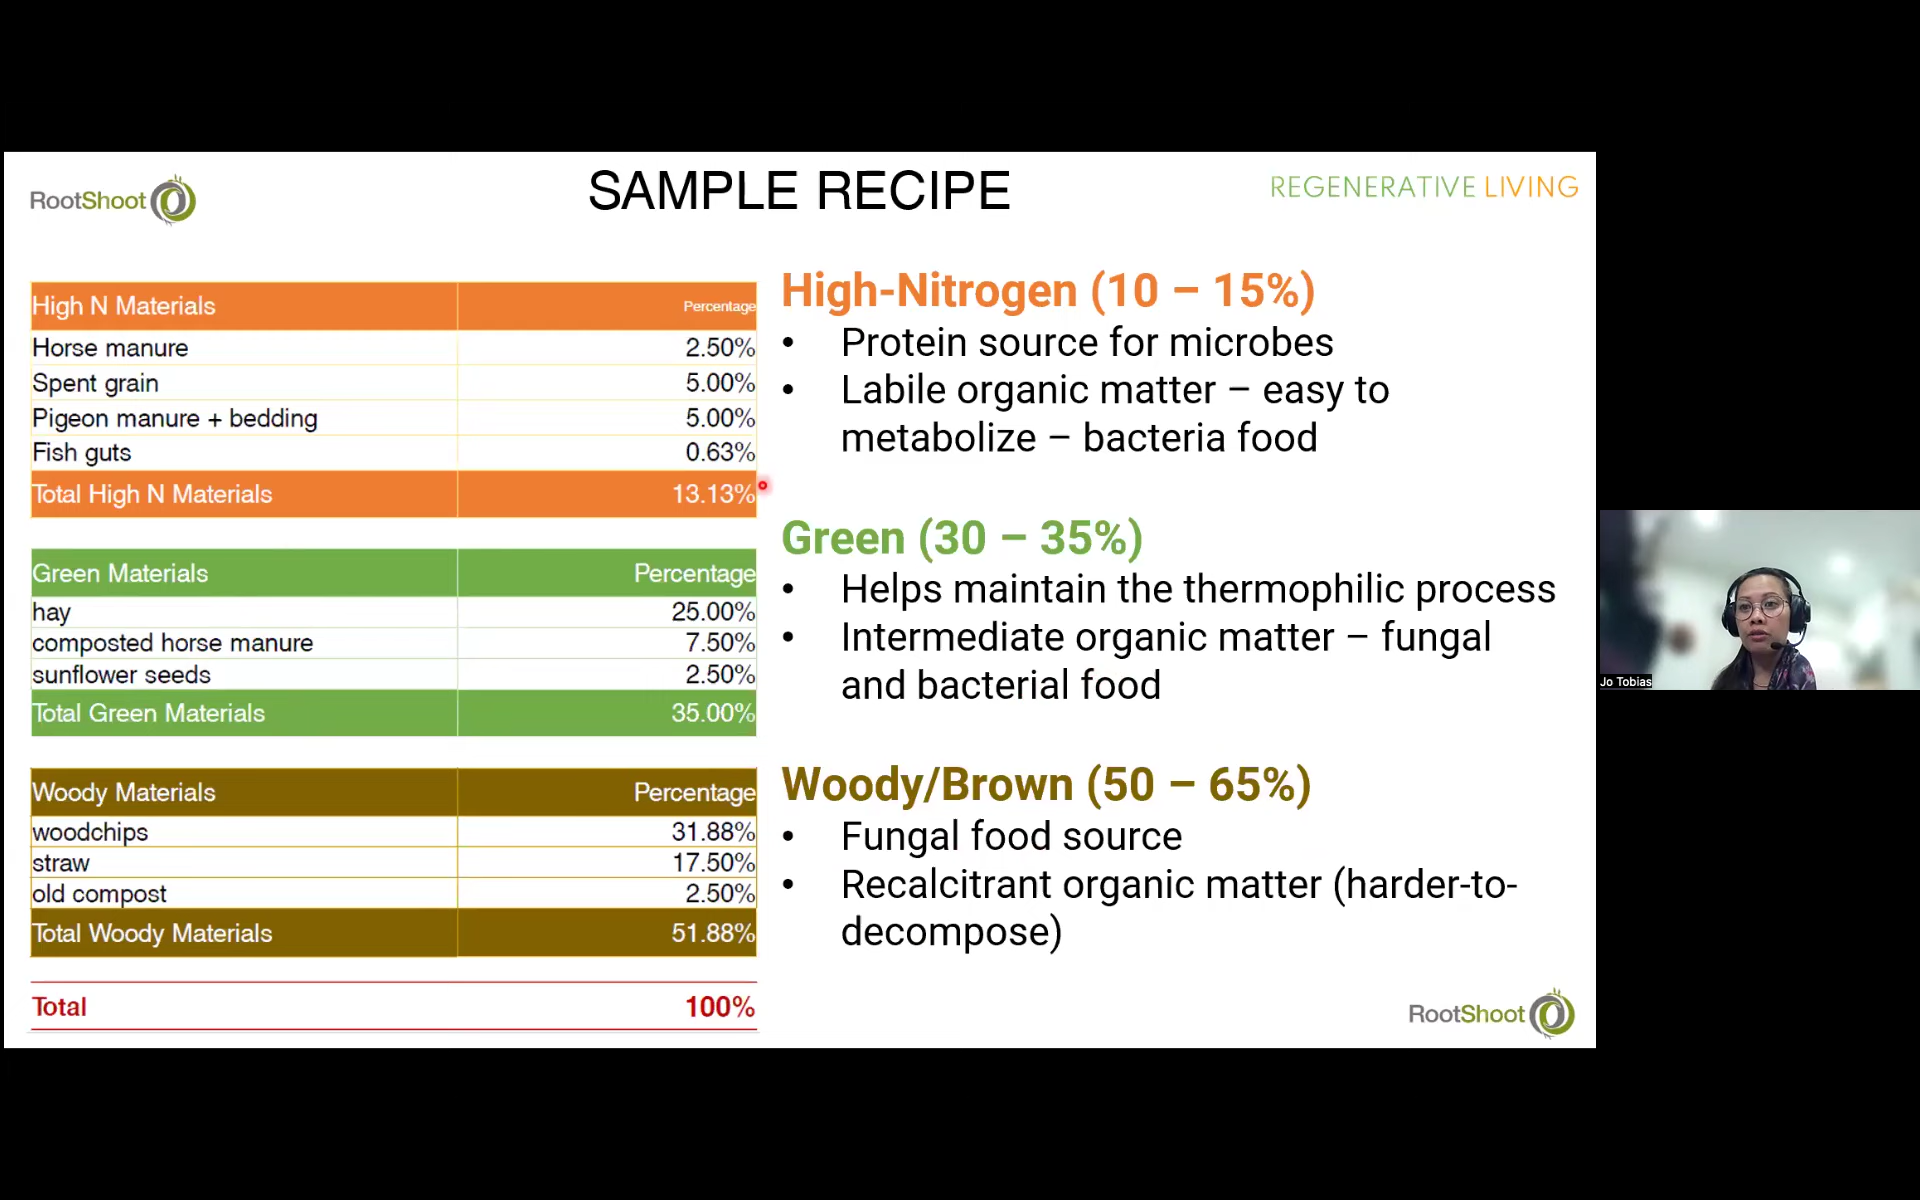 RootShoot
SAMPLE RECIPE
REGENERATIVE LIVING
High N Materials Percentage
Horse manure 2.50%
Spent grain 5.00%
Pigeon manure + bedding 5.00%
Fish guts 0.63%
Total High N Materials 13.13%
Green Materials Percentage
hay 25.00%
composted horse manure 7.50%
sunflower seeds 2.50%
Total Green Materials 35.00%
Woody Materials Percentage
woodchips 31.88%
straw 17.50%
old compost 2.50%
Total Woody Materials 51.88%
Total 100%
High-Nitrogen (10 – 15%)
• Protein source for microbes
• Labile organic matter – easy to
metabolize – bacteria food
Green (30 – 35%)
• Helps maintain the thermophilic process
• Intermediate organic matter – fungal
and bacterial food
Woody/Brown (50 – 65%)
• Fungal food source
• Recalcitrant organic matter (harder-to-
decompose)
RootShoot
Jo Tobias